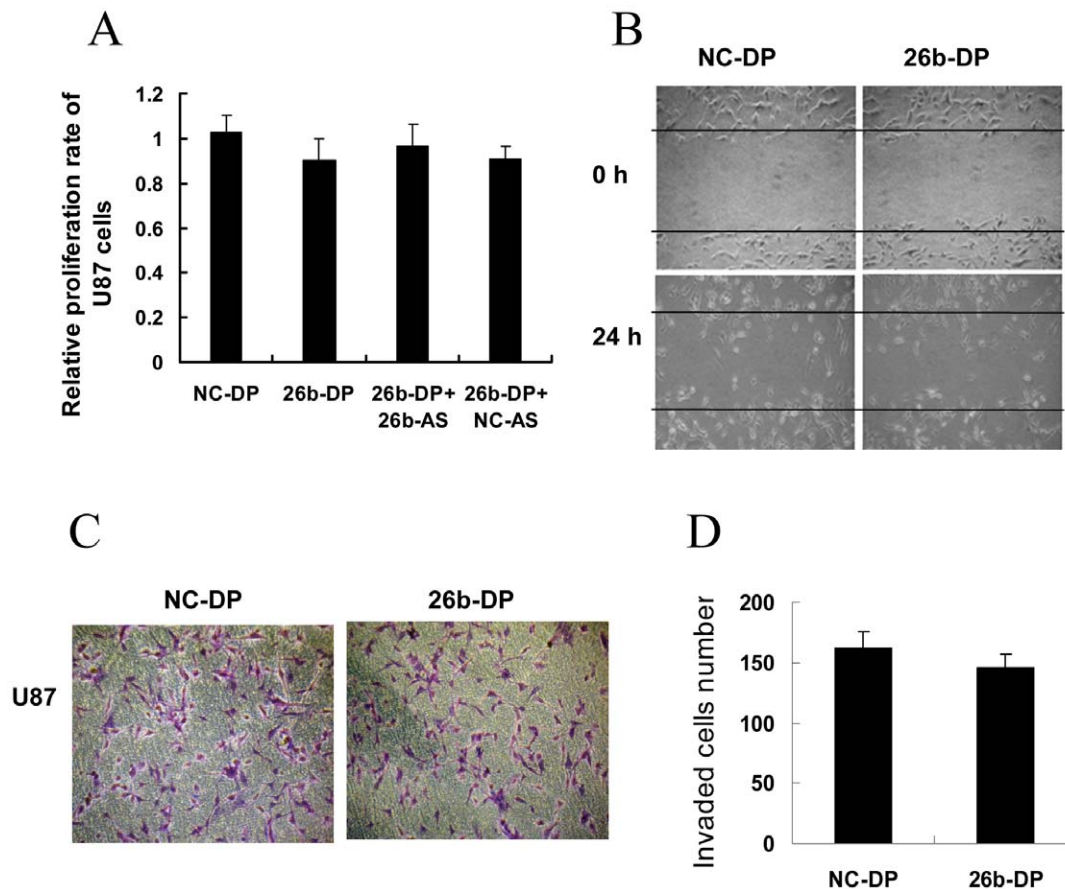 A
Relative proliferation rate of
U87 cells
1.2
1
0.8
0.6
0.4
0.2
0
NC-DP
26b-DP
26b-DP+
26b-AS
26b-DP+
NC-AS
B
NC-DP
26b-DP
0 h
24 h
C
NC-DP
26b-DP
U87
D
Invaded cells number
200
150
100
50
0
NC-DP
26b-DP